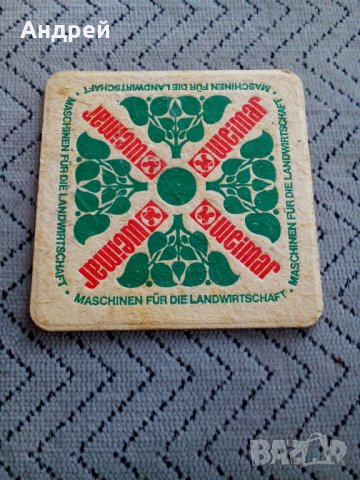 Андрей
MASCHINEN FÜR DIE LANDWIRTSCHAFT •
weimar
weimar
MASCHINEN FÜR DIE LANDWIRTSCHAFT •
MASCHINEN FÜR DIE LANDWIRTSCHAFT •
weimar
weimar
MASCHINEN FÜR DIE LANDWIRTSCHAFT •
BAZAR